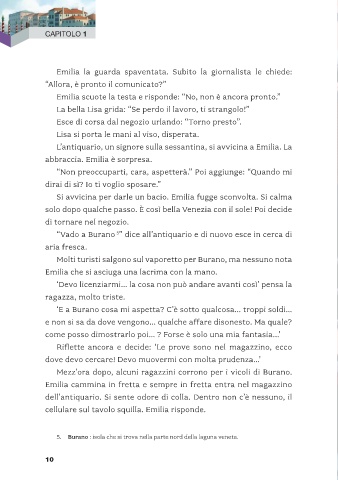 CAPITOLO 1
Emilia la guarda spaventata. Subito la giornalista le chiede:
"Allora, è pronto il comunicato?"
Emilia scuote la testa e risponde: "No, non è ancora pronto."
La bella Lisa grida: "Se perdo il lavoro, ti strangolo!"
Esce di corsa dal negozio urlando: "Torno presto".
Lisa si porta le mani al viso, disperata.
L'antiquario, un signore sulla sessantina, si avvicina a Emilia. La
abbraccia. Emilia è sorpresa.
"Non preoccuparti, cara, aspetterà." Poi aggiunge: "Quando mi
dirai di sì? Io ti voglio sposare."
Si avvicina per darle un bacio. Emilia fugge sconvolta. Si calma
solo dopo qualche passo. È così bella Venezia con il sole! Poi decide
di tornare nel negozio.
"Vado a Burano⁵" dice all'antiquario e di nuovo esce in cerca di
aria fresca.
Molti turisti salgono sul vaporetto per Burano, ma nessuno nota
Emilia che si asciuga una lacrima con la mano.
'Devo licenziarmi... la cosa non può andare avanti così' pensa la
ragazza, molto triste.
'E a Burano cosa mi aspetta? C'è sotto qualcosa... troppi soldi...
e non si sa da dove vengono... qualche affare disonesto. Ma quale?
come posso dimostrarlo poi... ? Forse è solo una mia fantasia...'
Riflette ancora e decide: 'Le prove sono nel magazzino, ecco
dove devo cercare! Devo muovermi con molta prudenza...'
Mezz'ora dopo, alcuni ragazzini corrono per i vicoli di Burano.
Emilia cammina in fretta e sempre in fretta entra nel magazzino
dell'antiquario. Si sente odore di colla. Dentro non c'è nessuno, il
cellulare sul tavolo squilla. Emilia risponde.
5. Burano : isola che si trova nella parte nord della laguna veneta.
10